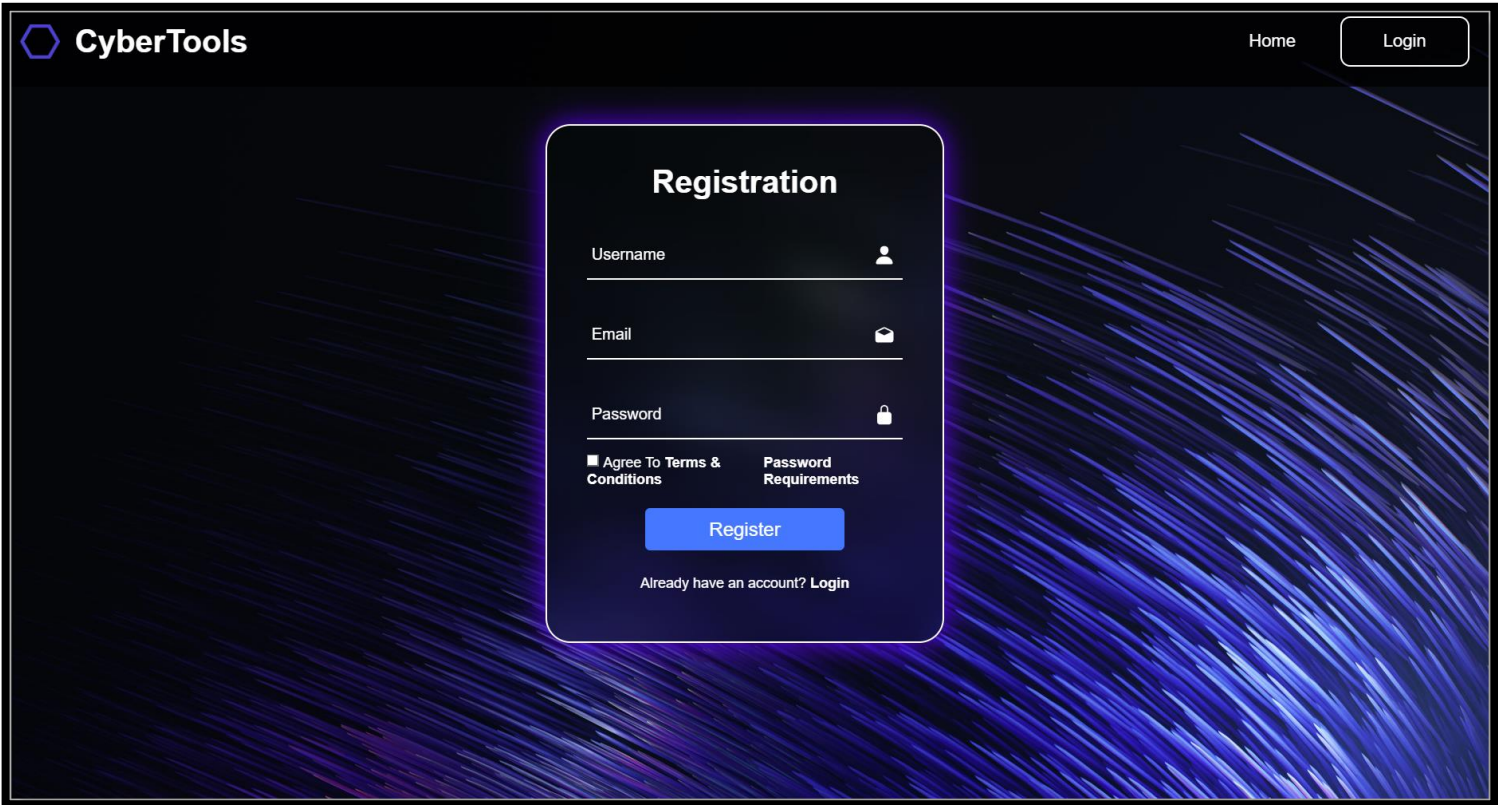 CyberTools
Home
Login
Registration
Username
Email
Password
Agree To Terms &
Conditions
Password
Requirements
Register
Already have an account? Login